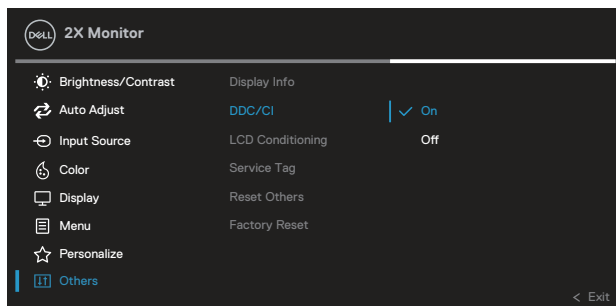 DELL 2X Monitor
Brightness/Contrast Display Info
Auto Adjust DDC/CI ✓ On
Input Source LCD Conditioning Off
Color Service Tag
Display Reset Others
Menu Factory Reset
Personalize
Others
< Exit